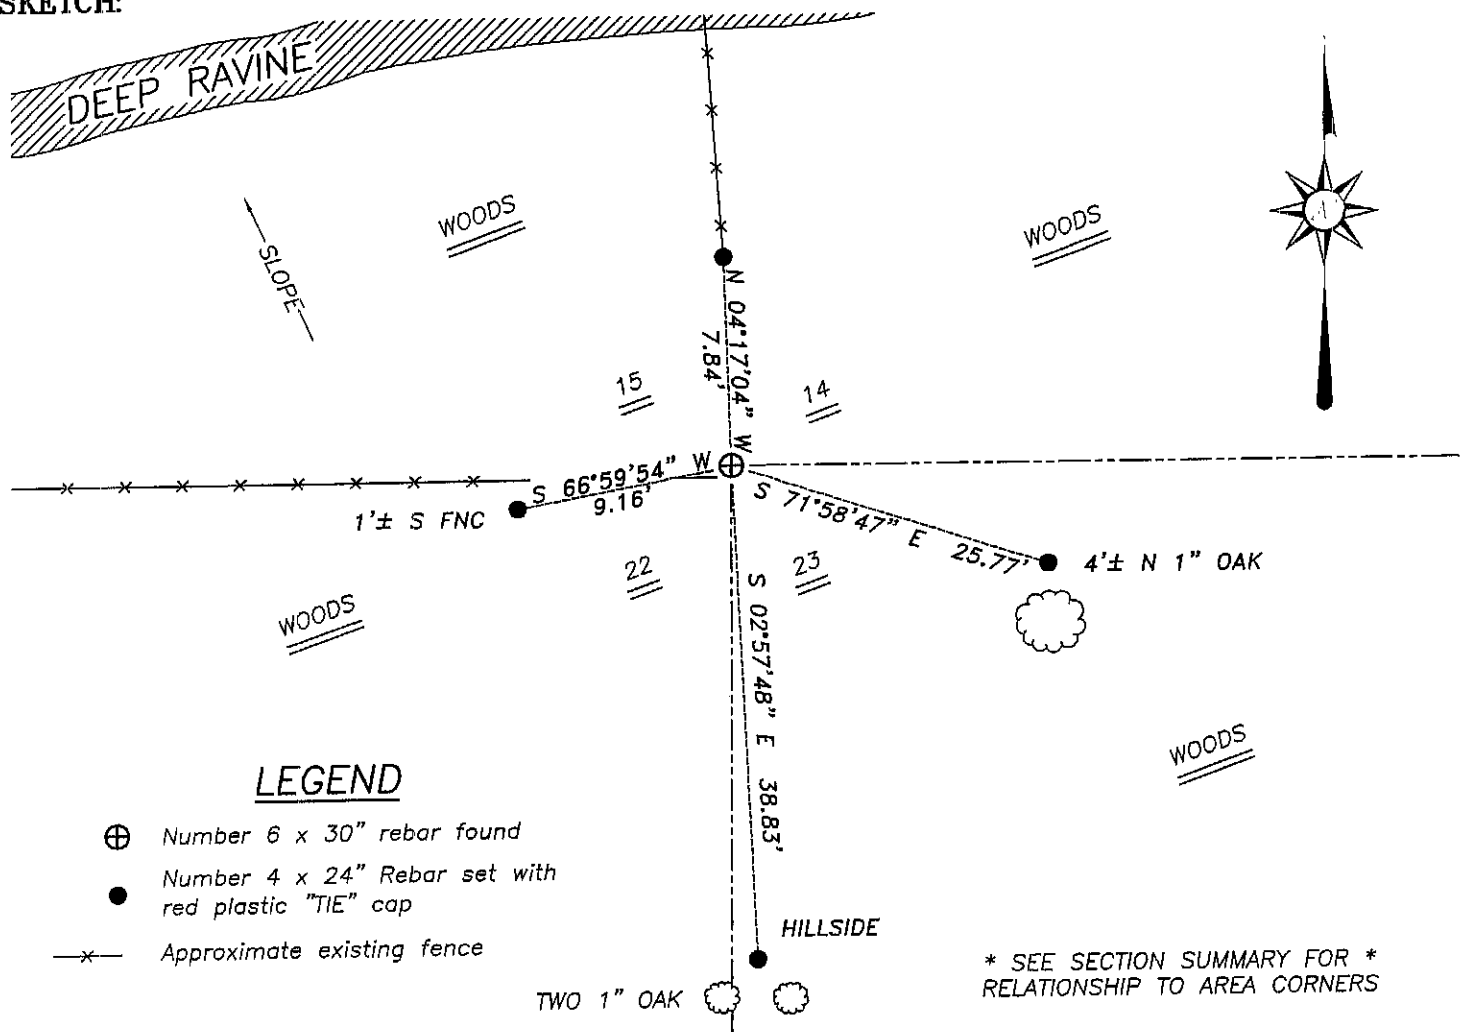 SKETCH:
DEEP RAVINE
WOODS
WOODS
SLOPE
N 04°17'04" W
7.84'
15
14
S 66°59'54" W
9.16'
1'± S FNC
S 71°58'47" E 25.77'
4'± N 1" OAK
22
23
WOODS
S 02°57'48" E 38.83'
WOODS
LEGEND
Number 6 x 30" rebar found
Number 4 x 24" Rebar set with
red plastic "TIE" cap
Approximate existing fence
HILLSIDE
TWO 1" OAK
* SEE SECTION SUMMARY FOR *
RELATIONSHIP TO AREA CORNERS